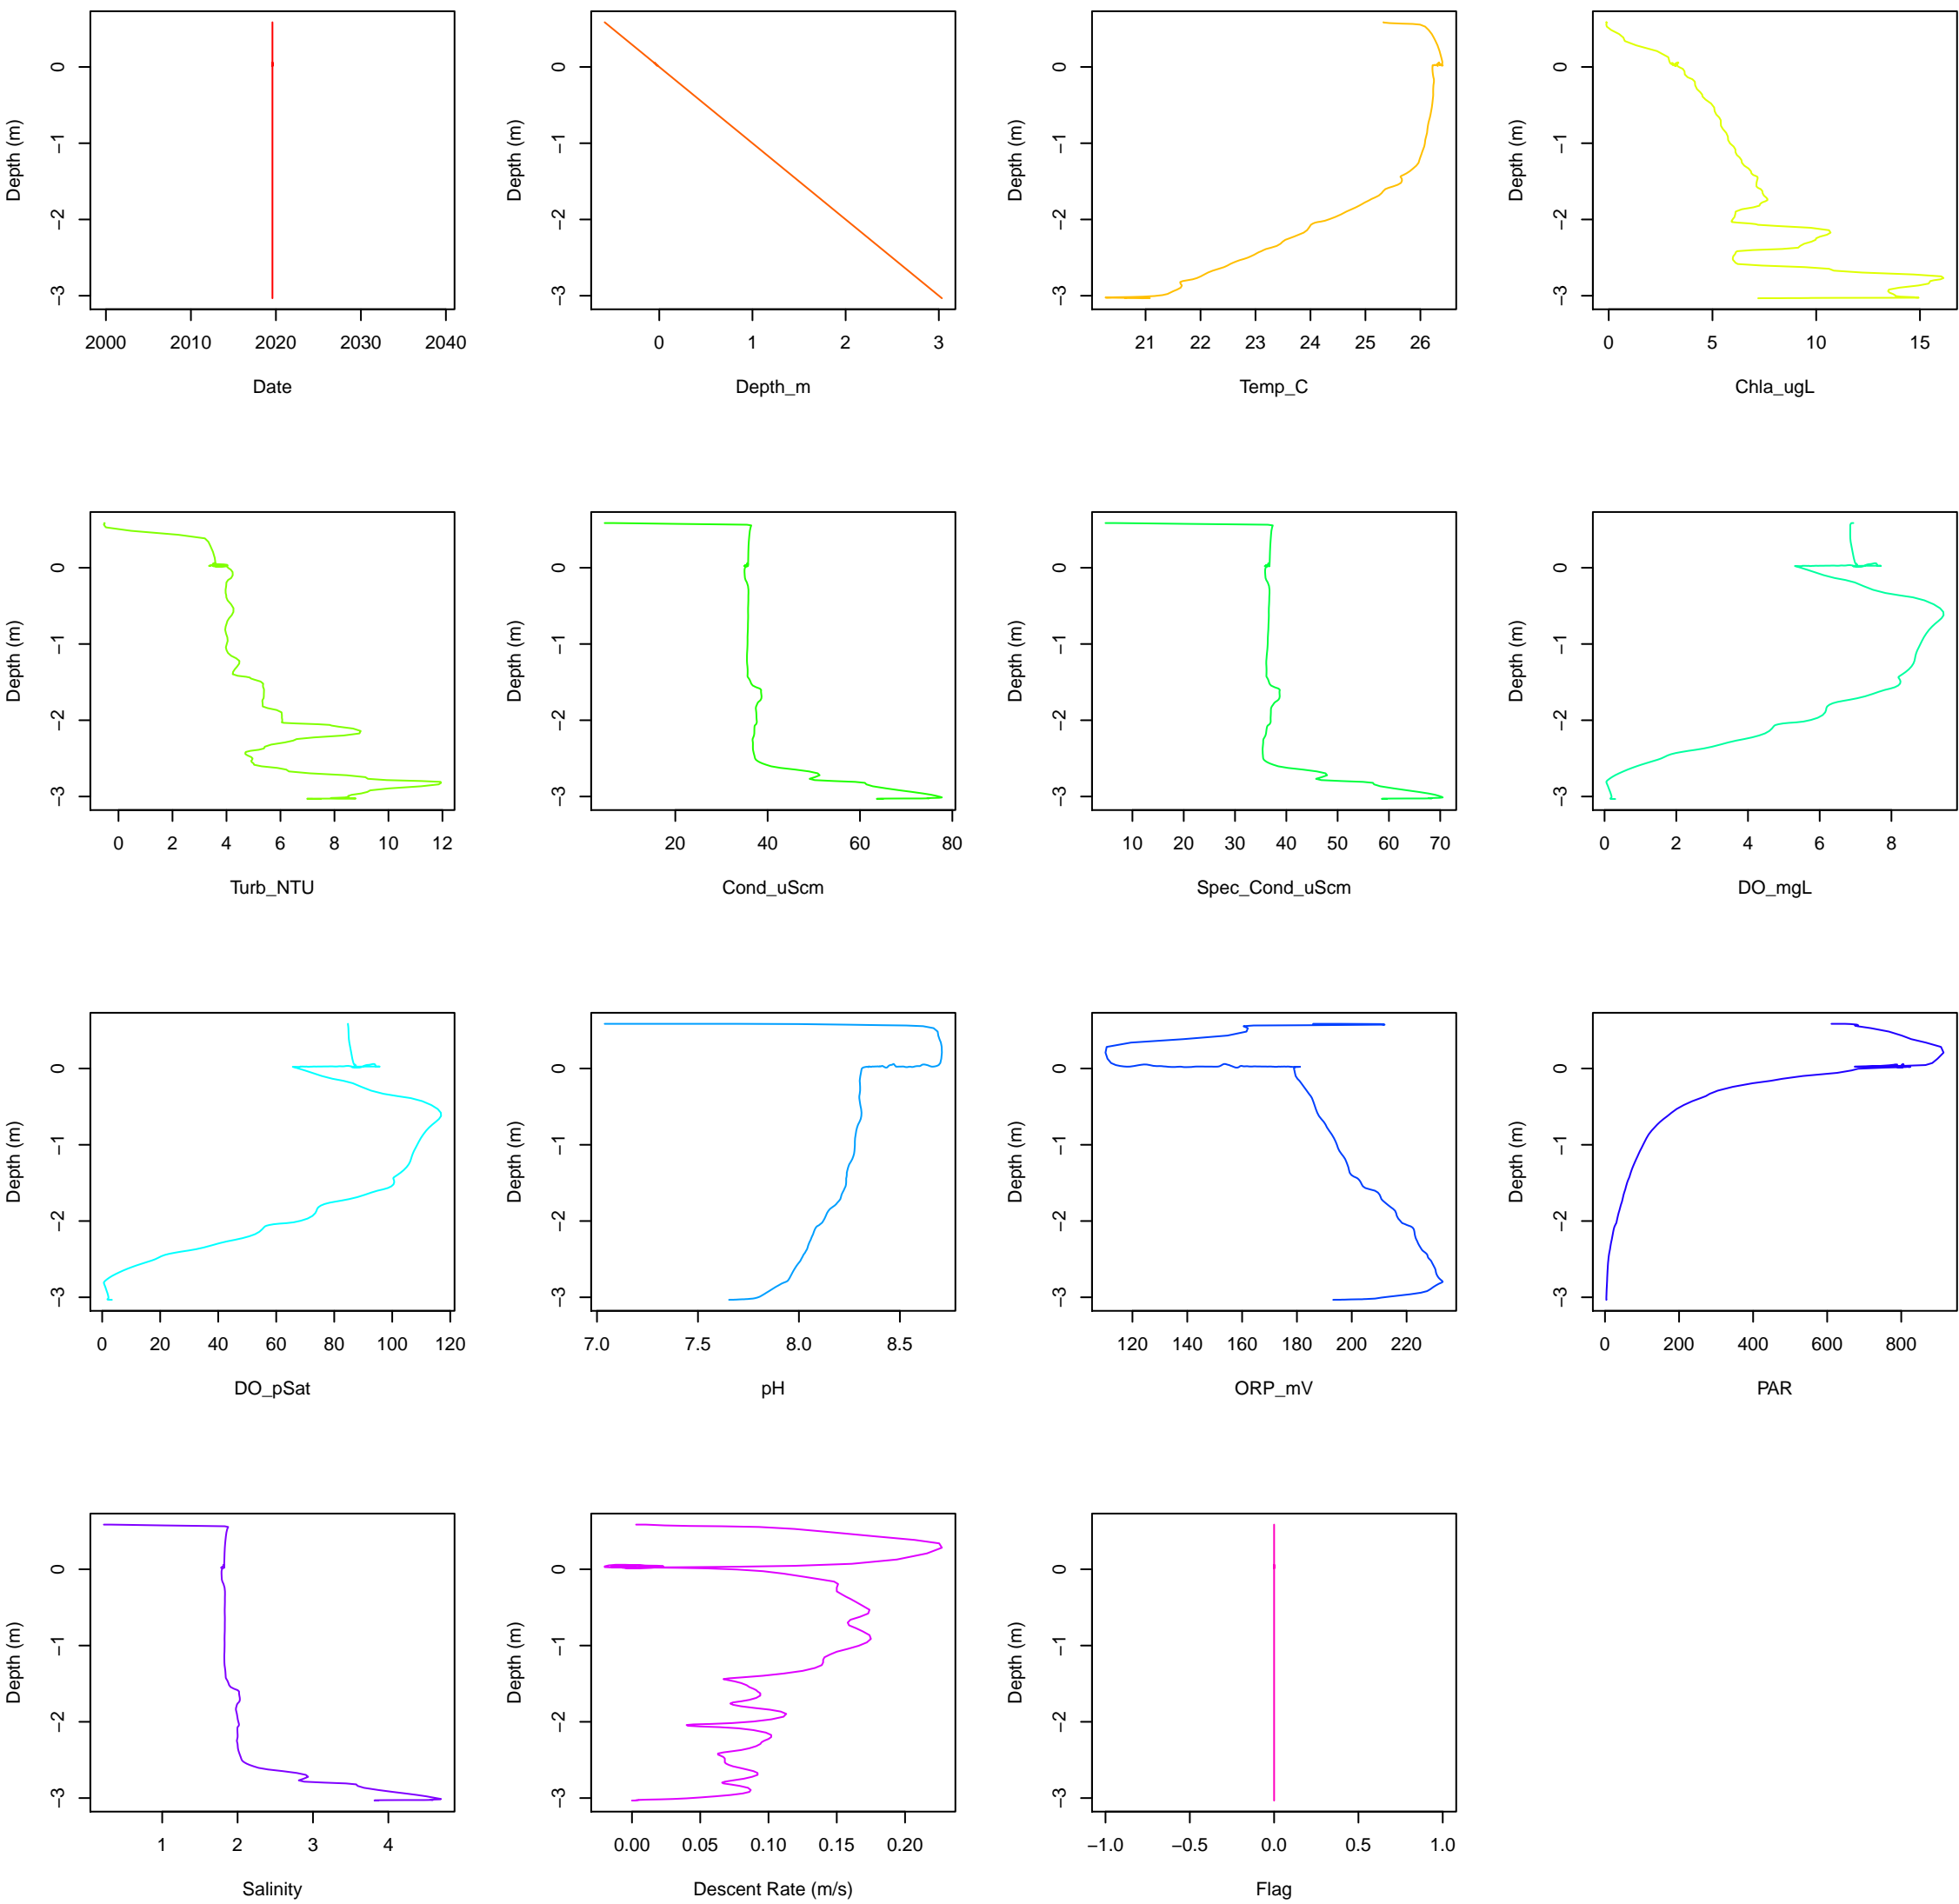 Depth (m)
0
−1
−2
−3
2000 2010 2020 2030 2040
Date
Depth (m)
0
−1
−2
−3
0 1 2 3
Depth_m
Depth (m)
0
−1
−2
−3
21 22 23 24 25 26
Temp_C
Depth (m)
0
−1
−2
−3
0 5 10 15
Chla_ugL
Depth (m)
0
−1
−2
−3
0 2 4 6 8 10 12
Turb_NTU
Depth (m)
0
−1
−2
−3
20 40 60 80
Cond_uScm
Depth (m)
0
−1
−2
−3
10 20 30 40 50 60 70
Spec_Cond_uScm
Depth (m)
0
−1
−2
−3
0 2 4 6 8
DO_mgL
Depth (m)
0
−1
−2
−3
0 20 40 60 80 100 120
DO_pSat
Depth (m)
0
−1
−2
−3
7.0 7.5 8.0 8.5
pH
Depth (m)
0
−1
−2
−3
120 140 160 180 200 220
ORP_mV
Depth (m)
0
−1
−2
−3
0 200 400 600 800
PAR
Depth (m)
0
−1
−2
−3
1 2 3 4
Salinity
Depth (m)
0
−1
−2
−3
0.00 0.05 0.10 0.15 0.20
Descent Rate (m/s)
Depth (m)
0
−1
−2
−3
−1.0 −0.5 0.0 0.5 1.0
Flag